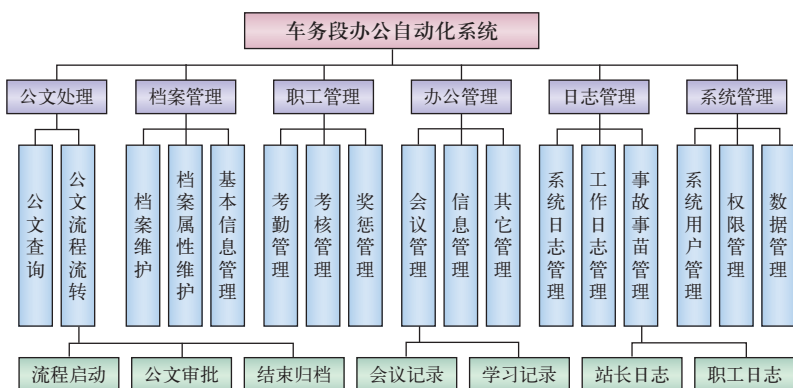 车务段办公自动化系统
公文处理
档案管理
职工管理
办公管理
日志管理
系统管理
公文查询
公文流程流转
档案维护
档案属性维护
基本信息管理
考勤管理
考核管理
奖惩管理
会议管理
信息管理
其它管理
系统日志管理
工作日志管理
事故事苗管理
系统用户管理
权限管理
数据管理
流程启动
公文审批
结束归档
会议记录
学习记录
站长日志
职工日志